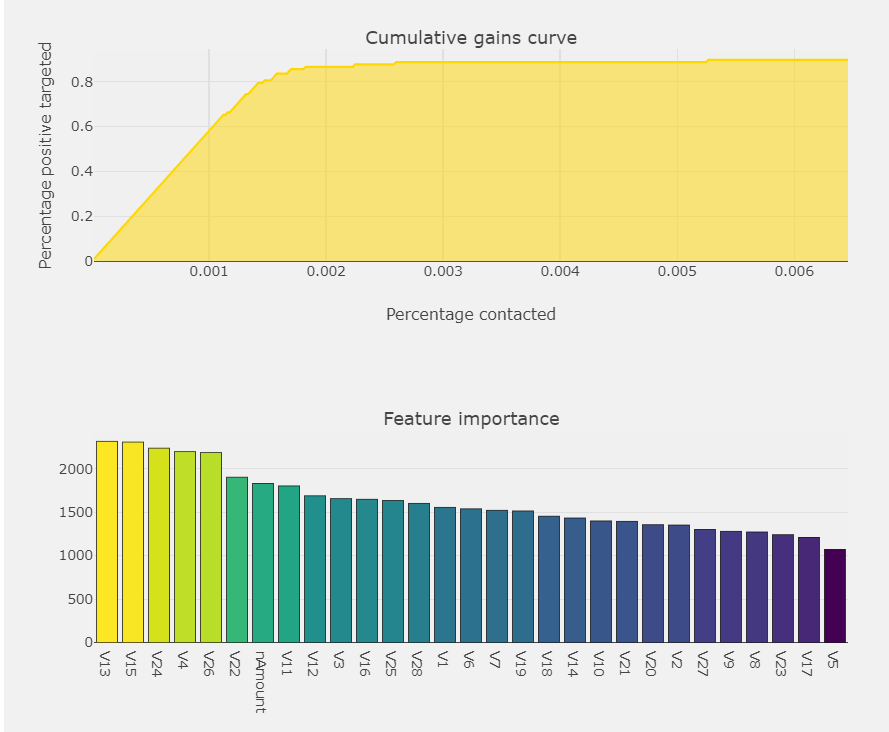 Cumulative gains curve
Percentage positive targeted
0.8
0.6
0.4
0.2
0
0.001 0.002 0.003 0.004 0.005 0.006
Percentage contacted
Feature importance
2000
1500
1000
500
0
V13 V15 V24 V4 V26 V22 nAmount V11 V12 V3 V16 V25 V28 V1 V6 V7 V19 V18 V14 V10 V21 V20 V2 V27 V9 V8 V23 V17 V5